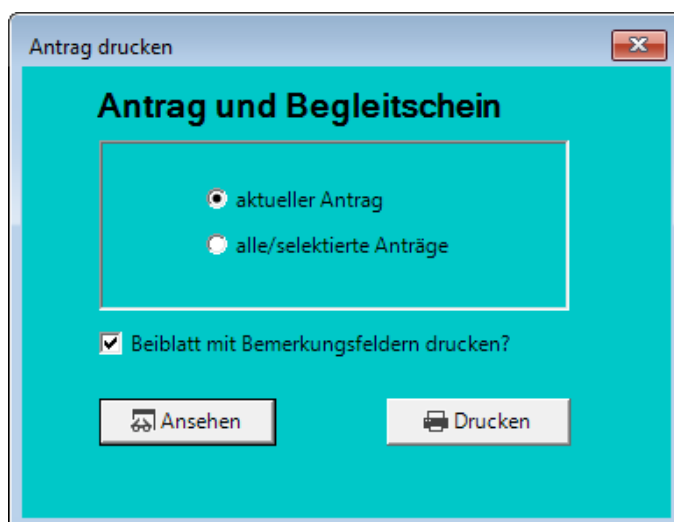 Antrag drucken
Antrag und Begleitschein
aktueller Antrag
alle/selektierte Anträge
Beiblatt mit Bemerkungsfeldern drucken?
Ansehen
Drucken